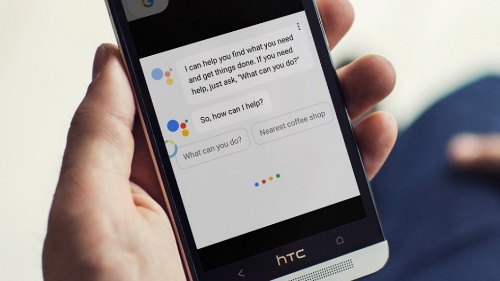 I can help you find what you need
and get things done. If you need
help, just ask, "What can you do?"
So, how can I help?
What can you do?
Nearest coffee shop
hTC